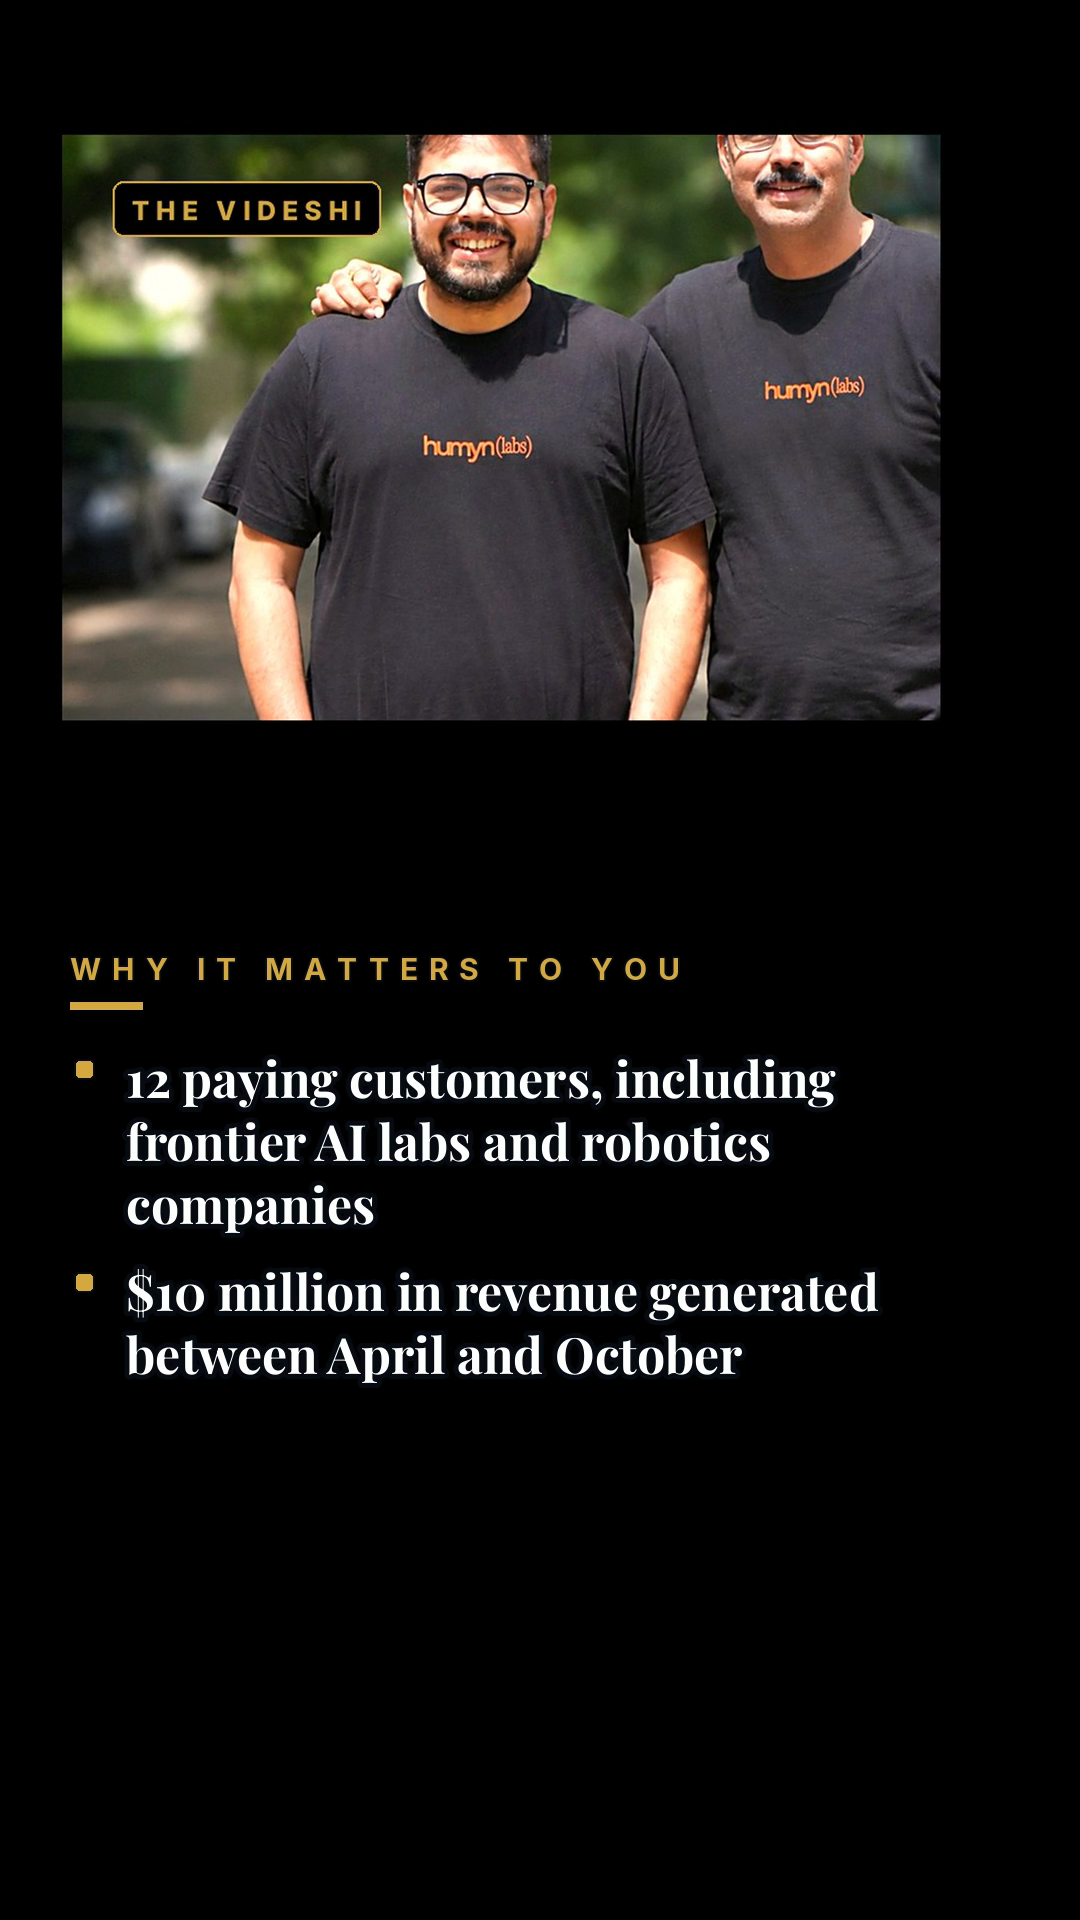 THE VIDESHI
humyn(labs)
humyn(labs)
WHY IT MATTERS TO YOU
12 paying customers, including
frontier AI labs and robotics
companies
$10 million in revenue generated
between April and October